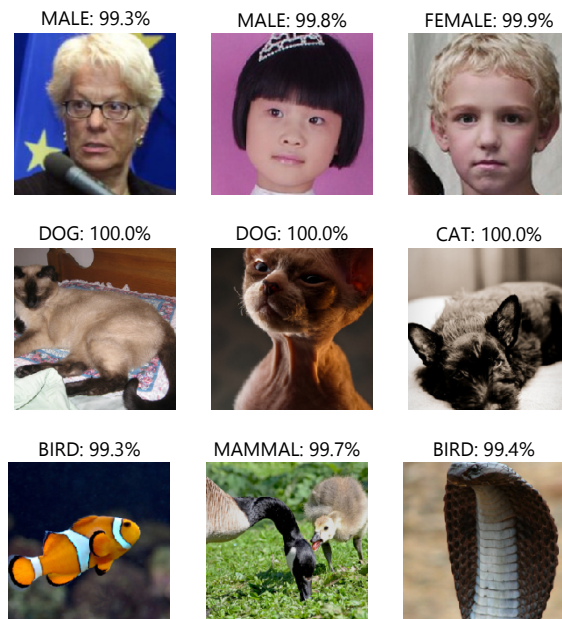 MALE: 99.3%
MALE: 99.8%
FEMALE: 99.9%
DOG: 100.0%
DOG: 100.0%
CAT: 100.0%
BIRD: 99.3%
MAMMAL: 99.7%
BIRD: 99.4%